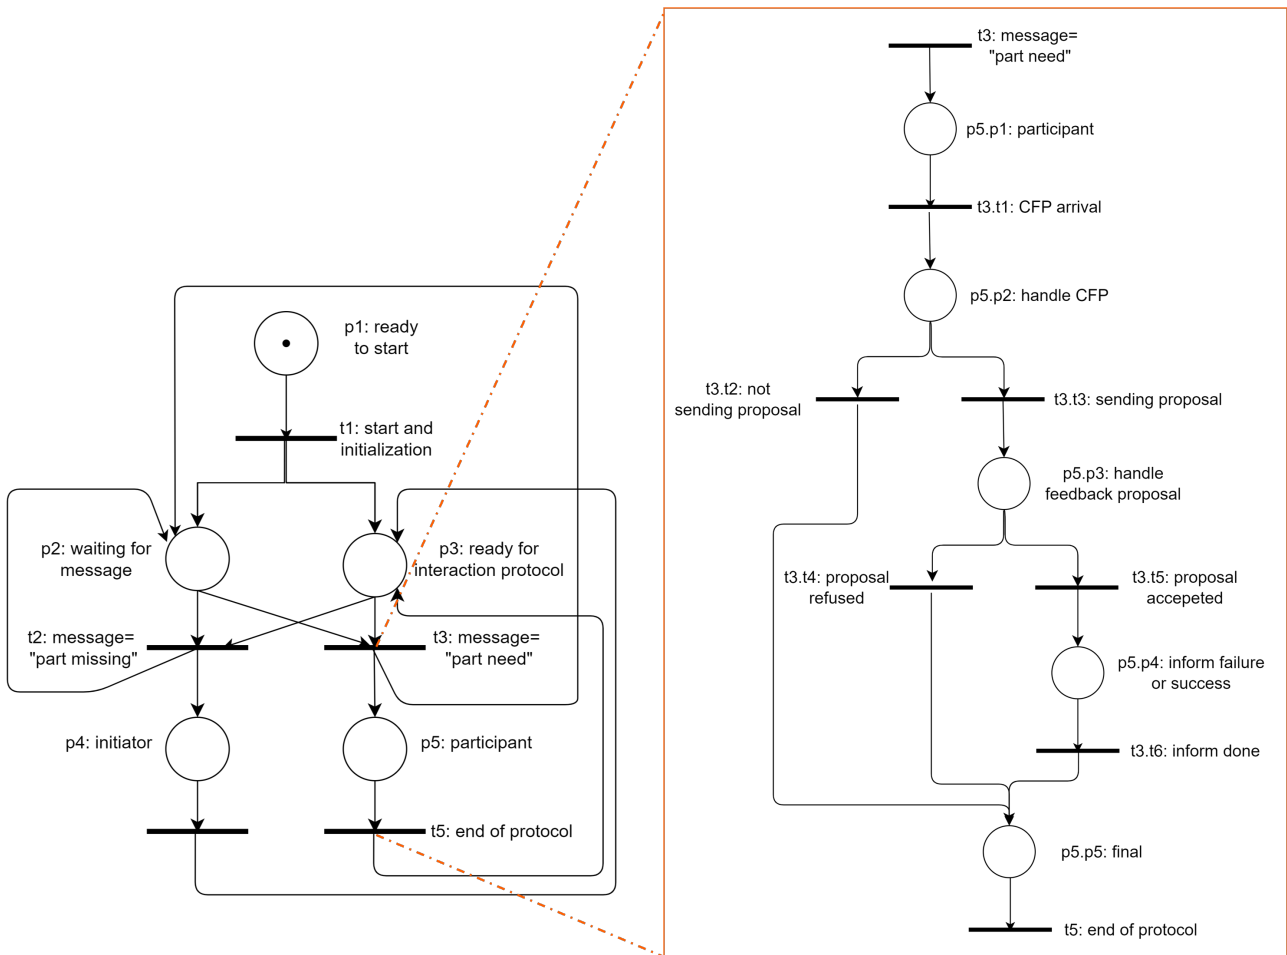 p1: ready
to start
t1: start and
initialization
p2: waiting for
message
p3: ready for
interaction protocol
t2: message=
"part missing"
t3: message=
"part need"
p4: initiator
p5: participant
t5: end of protocol
t3: message=
"part need"
p5.p1: participant
t3.t1: CFP arrival
p5.p2: handle CFP
t3.t2: not
sending proposal
t3.t3: sending proposal
p5.p3: handle
feedback proposal
t3.t4: proposal
refused
t3.t5: proposal
accepeted
p5.p4: inform failure
or success
t3.t6: inform done
p5.p5: final
t5: end of protocol